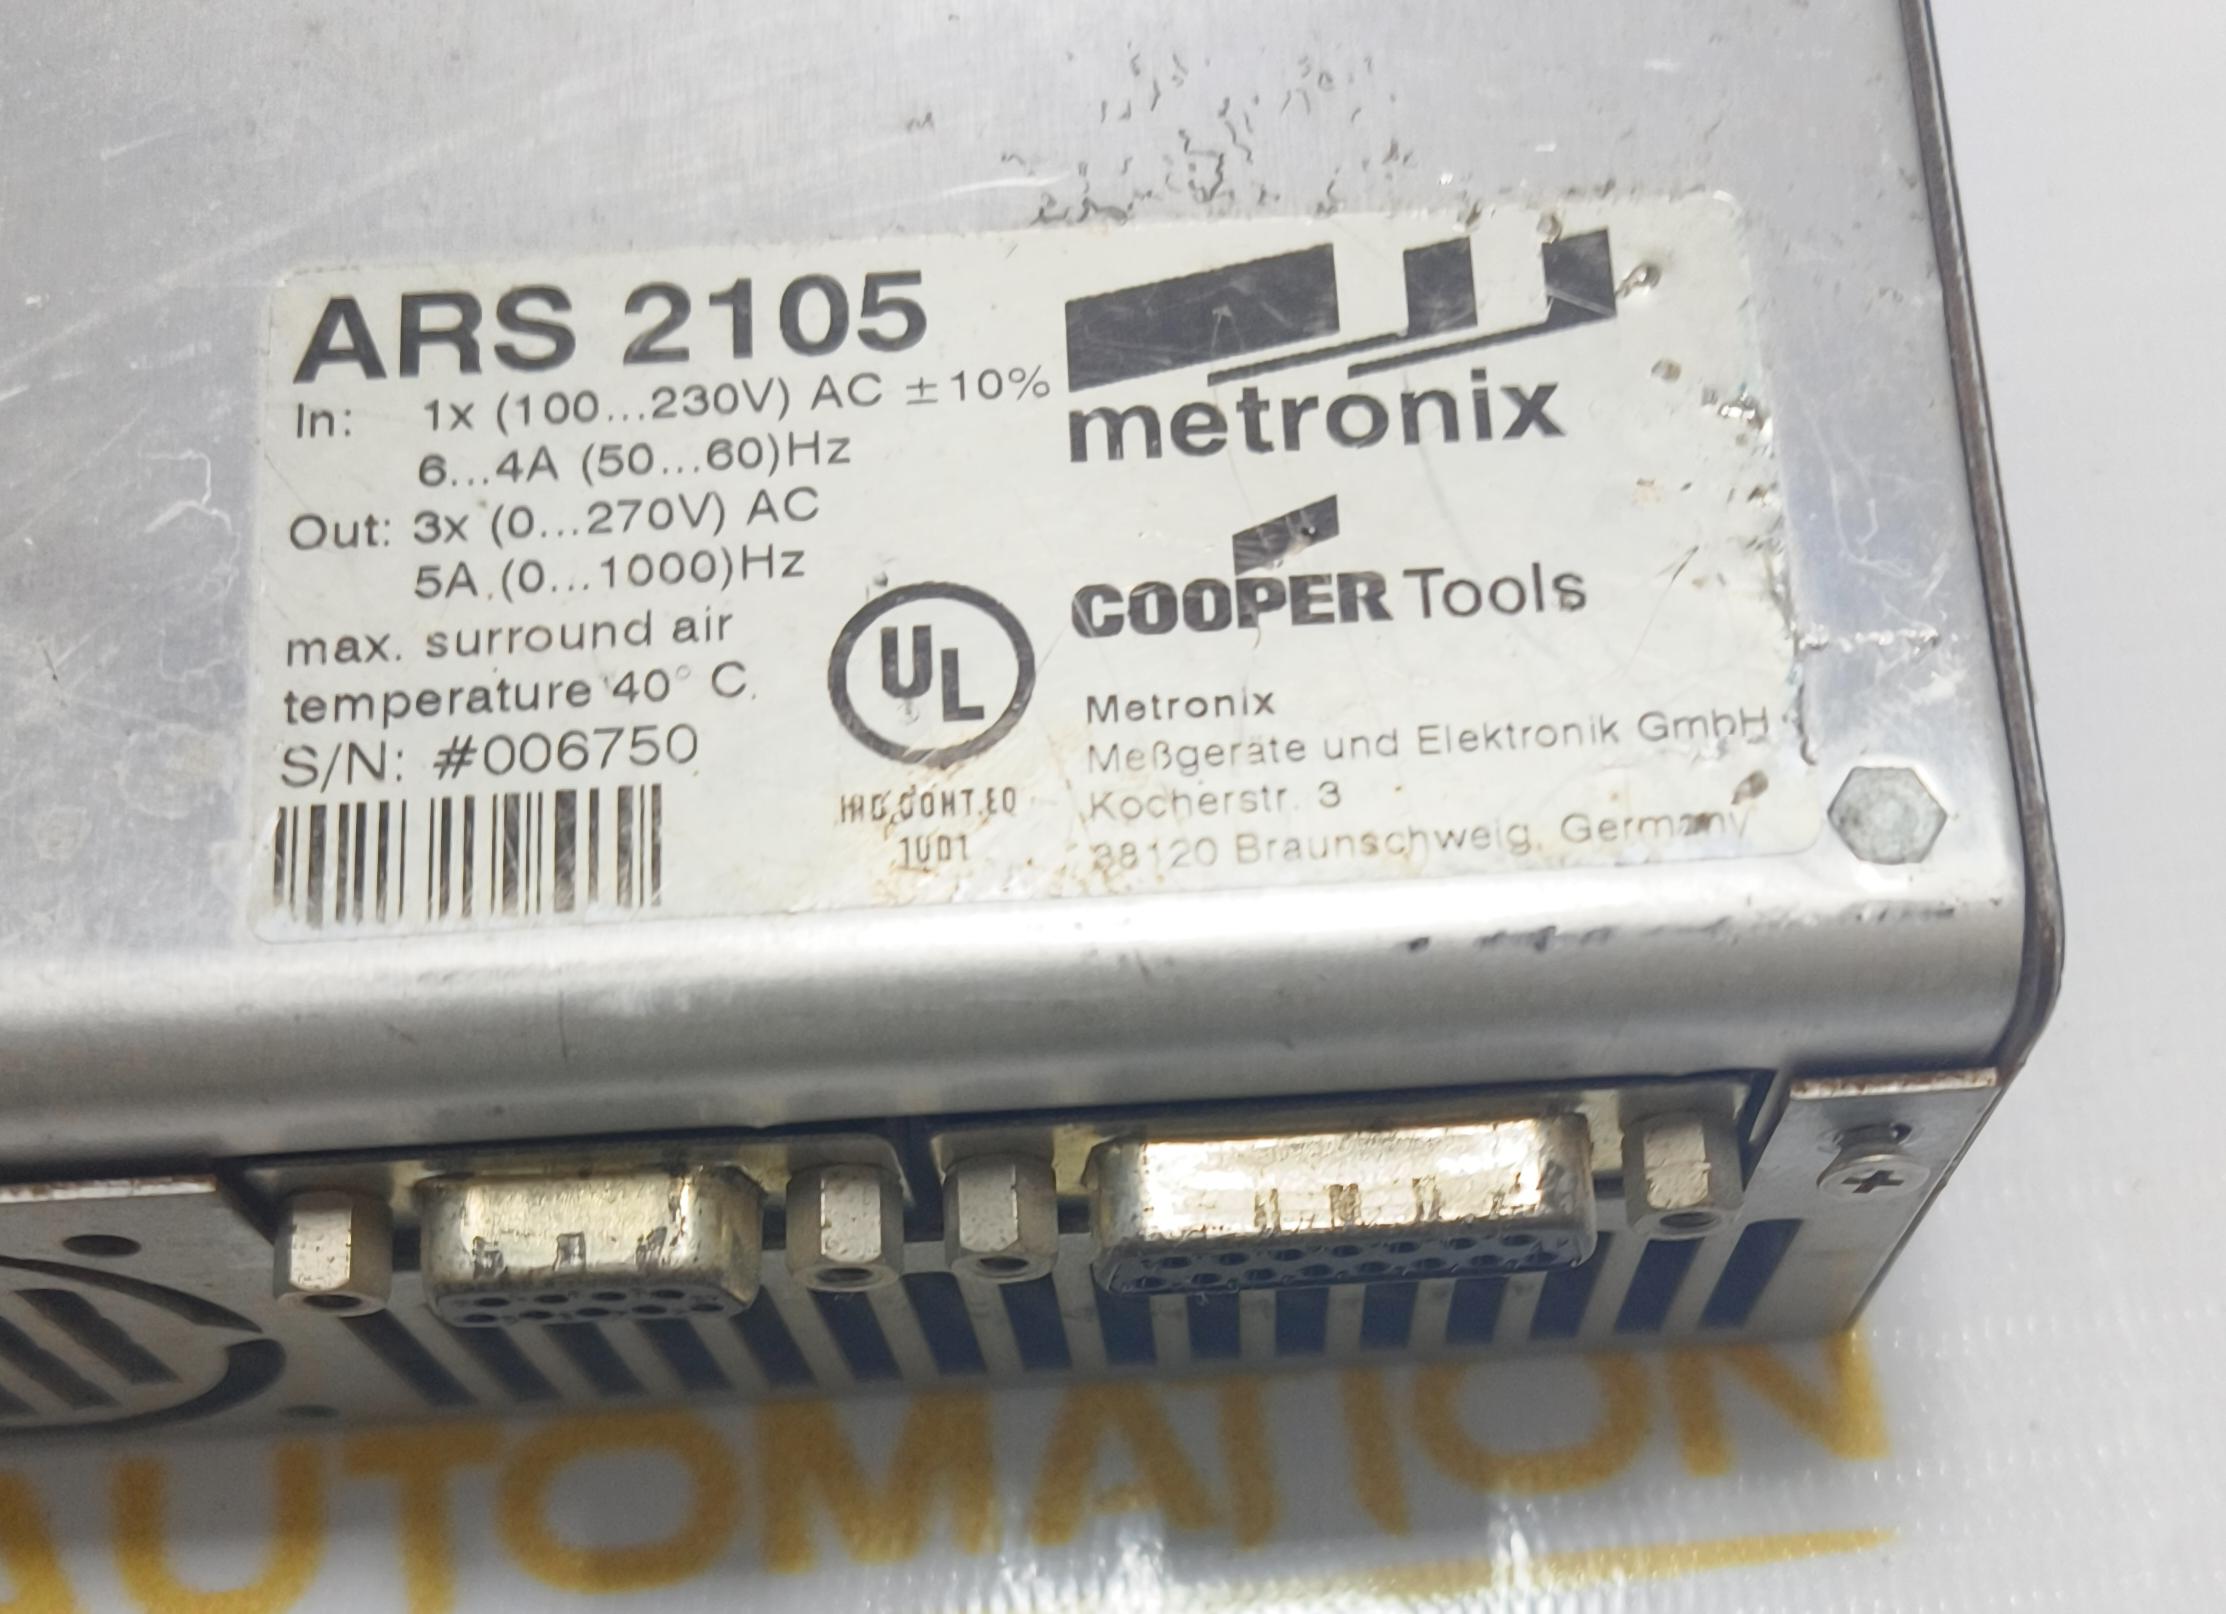 ARS 2105
In: 1x (100...230V) AC ±10%
6...4A (50...60)Hz
Out: 3x (0...270V) AC
5A (0...1000)Hz
max. surround air
temperature 40° C
S/N: #006750
UL
metronix
COOPER Tools
Metronix
Meßgeräte und Elektronik GmbH
Kocherstr. 3
38120 Braunschweig, Germany
AUTOMATION